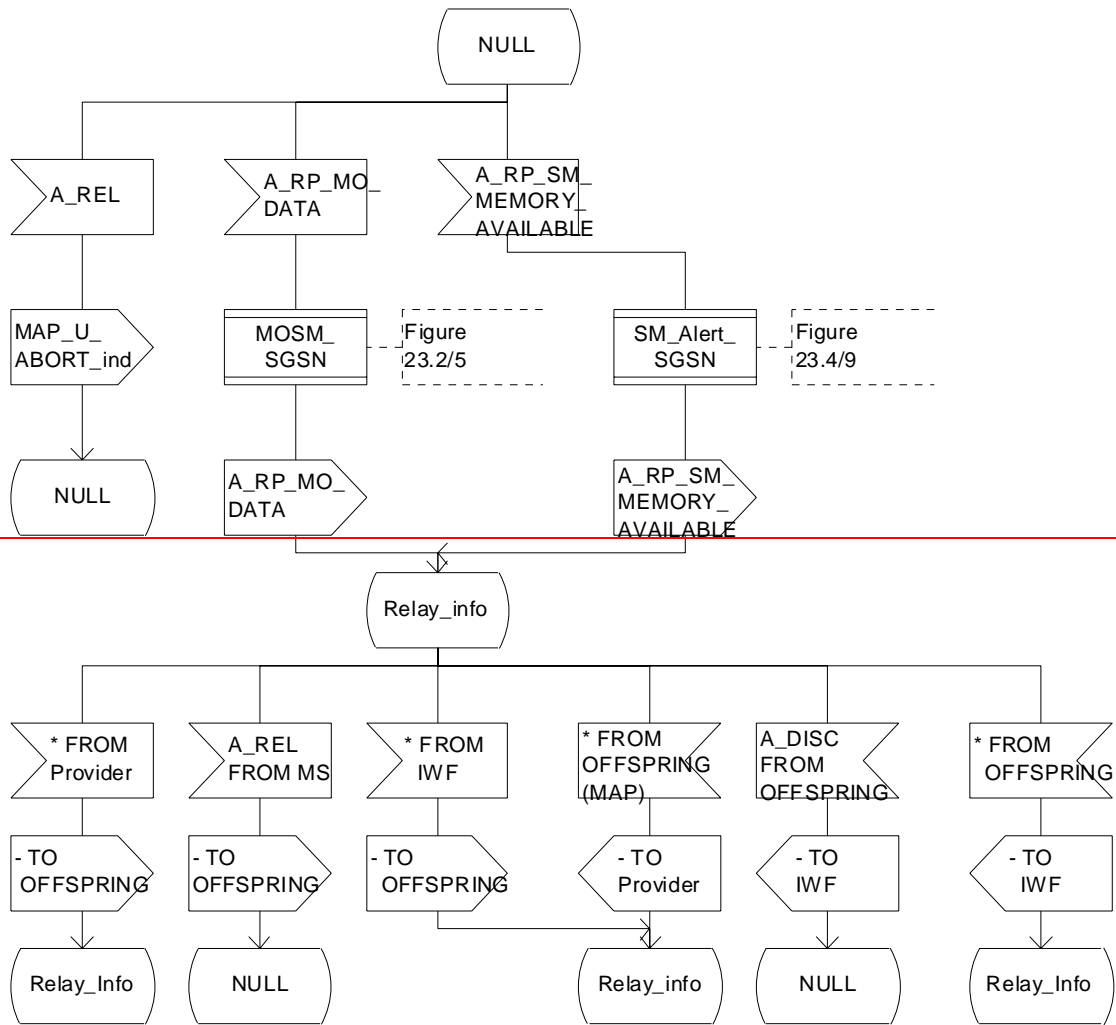 NULL
A_REL
A_RP_MO_
DATA
A_RP_SM_
MEMORY_
AVAILABLE
MAP_U_
ABORT_ind
MOSM_
SGSN
Figure
23.2/5
SM_Alert_
SGSN
Figure
23.4/9
NULL
A_RP_MO_
DATA
A_RP_SM_
MEMORY_
AVAILABLE
Relay_info
* FROM
Provider
A_REL
FROM MS
* FROM
IWF
* FROM
OFFSPRING
(MAP)
A_DISC
FROM
OFFSPRING
* FROM
OFFSPRING
- TO
OFFSPRING
- TO
OFFSPRING
- TO
OFFSPRING
- TO
Provider
- TO
IWF
- TO
IWF
Relay_Info
NULL
Relay_info
NULL
Relay_Info